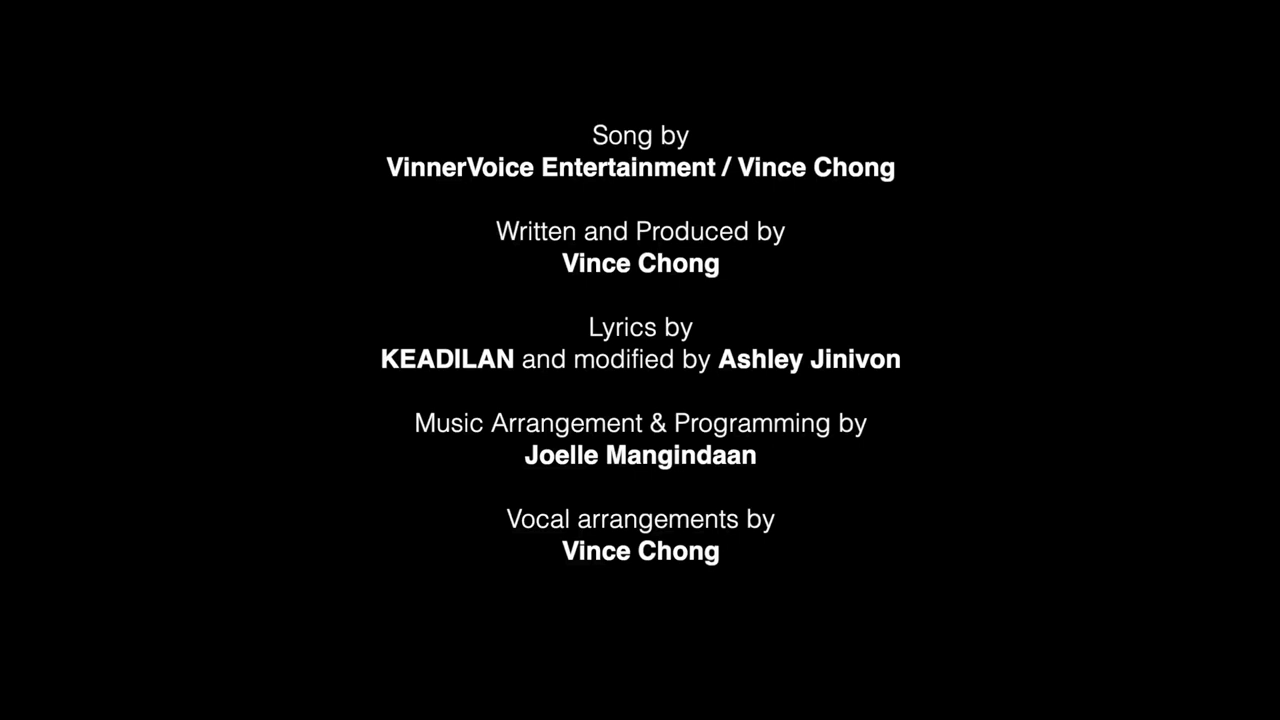 Song by
VinnerVoice Entertainment / Vince Chong
Written and Produced by
Vince Chong
Lyrics by
KEADILAN and modified by Ashley Jinivon
Music Arrangement & Programming by
Joelle Mangindaan
Vocal arrangements by
Vince Chong